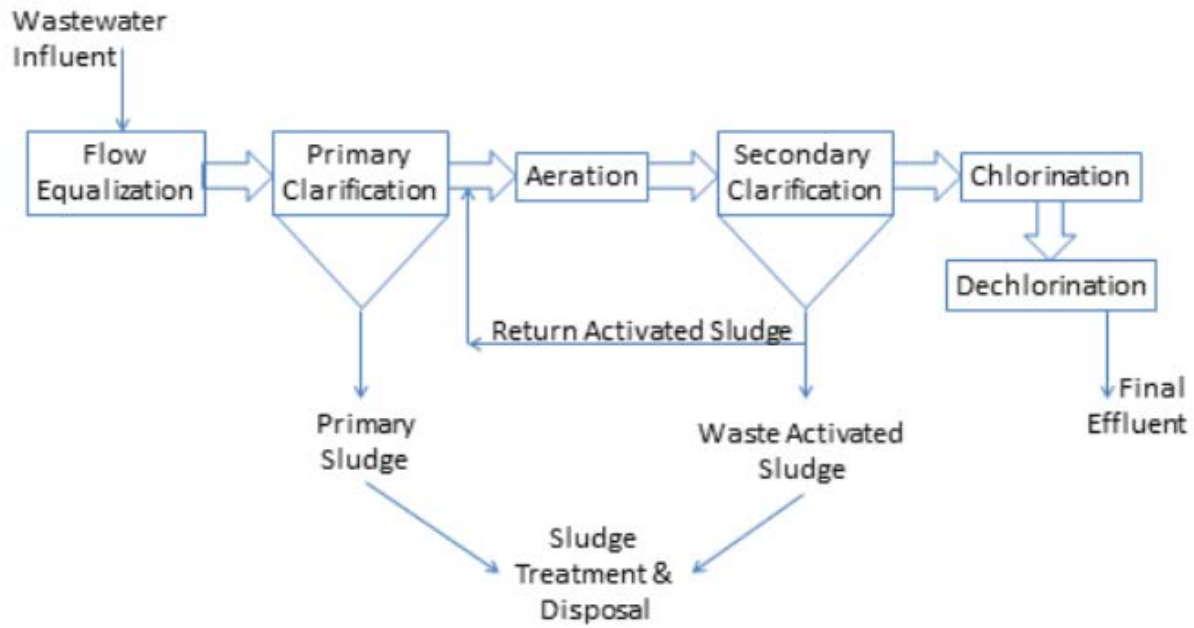 Wastewater
Influent
Flow
Equalization
Primary
Clarification
Aeration
Secondary
Clarification
Chlorination
Dechlorination
Return Activated Sludge
Final
Effluent
Primary
Sludge
Waste Activated
Sludge
Sludge
Treatment &
Disposal